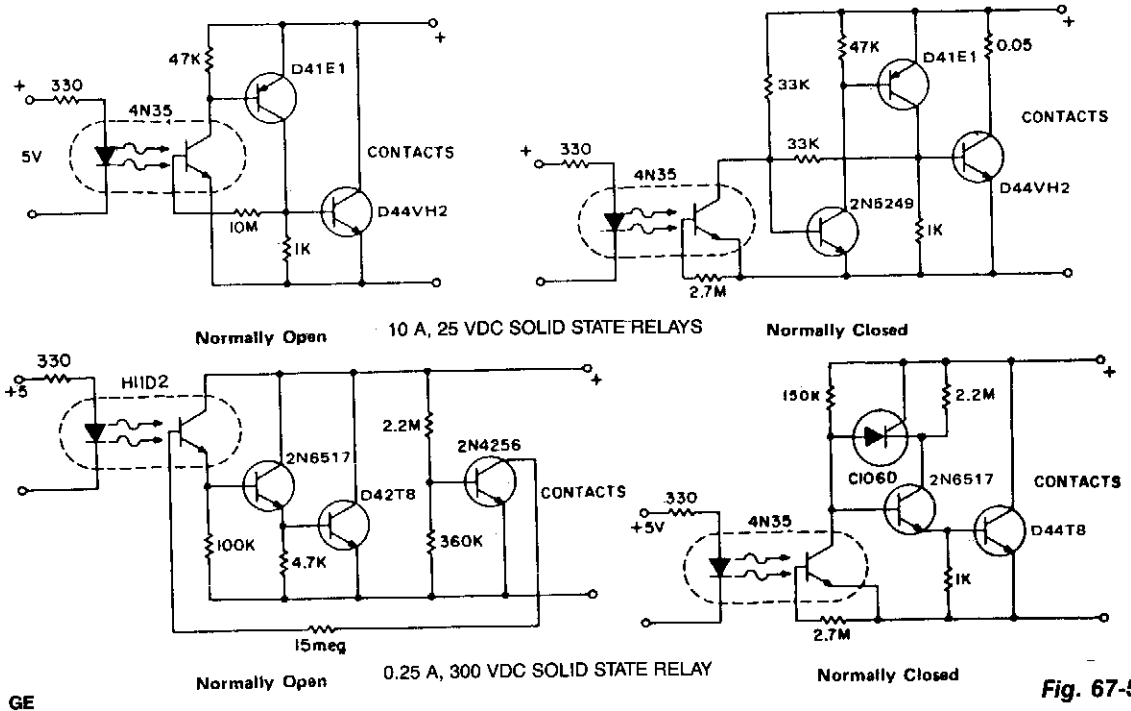 +
330
+
5V
4N35
47K
D41E1
CONTACTS
D44VH2
10M
1K
-
Normally Open
+
330
4N35
33K
47K
D41E1
0.05
+
33K
CONTACTS
D44VH2
2N5249
1K
2.7M
-
Normally Closed
10 A, 25 VDC SOLID STATE RELAYS
330
+5
H11D2
+
2.2M
2N4256
2N6517
D42T8
CONTACTS
100K
4.7K
360K
-
15meg
Normally Open
150K
2.2M
+
C106D
2N6517
CONTACTS
330
+5V
4N35
D44T8
1K
2.7M
-
Normally Closed
0.25 A, 300 VDC SOLID STATE RELAY
GE
Fig. 67-